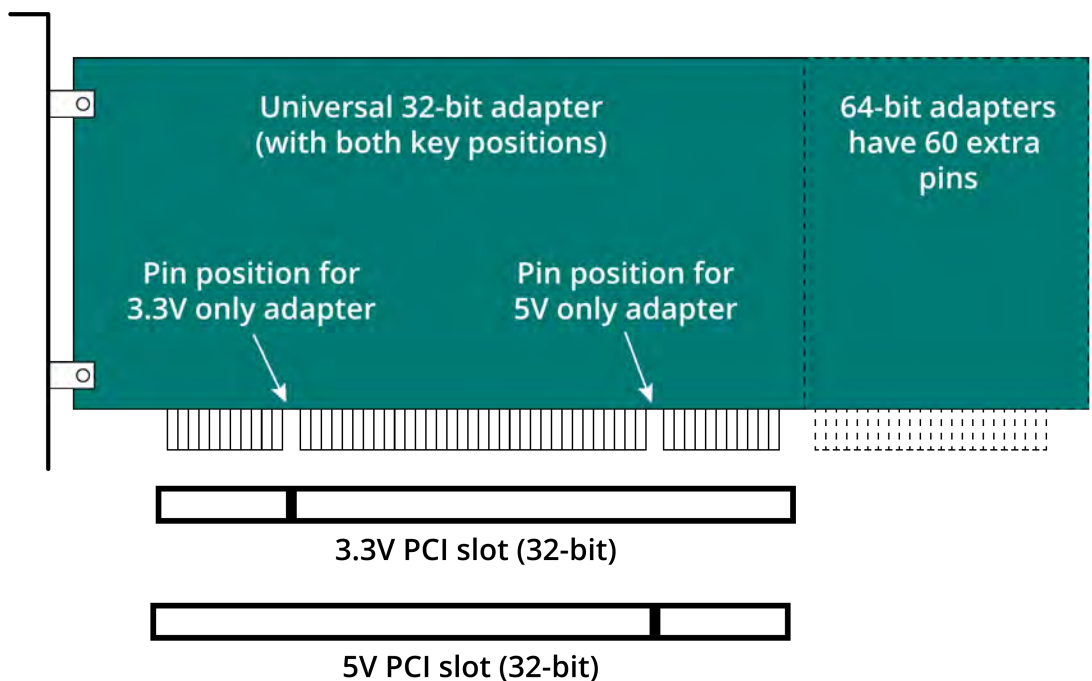 Universal 32-bit adapter
(with both key positions)
64-bit adapters
have 60 extra
pins
Pin position for
3.3V only adapter
Pin position for
5V only adapter
3.3V PCI slot (32-bit)
5V PCI slot (32-bit)